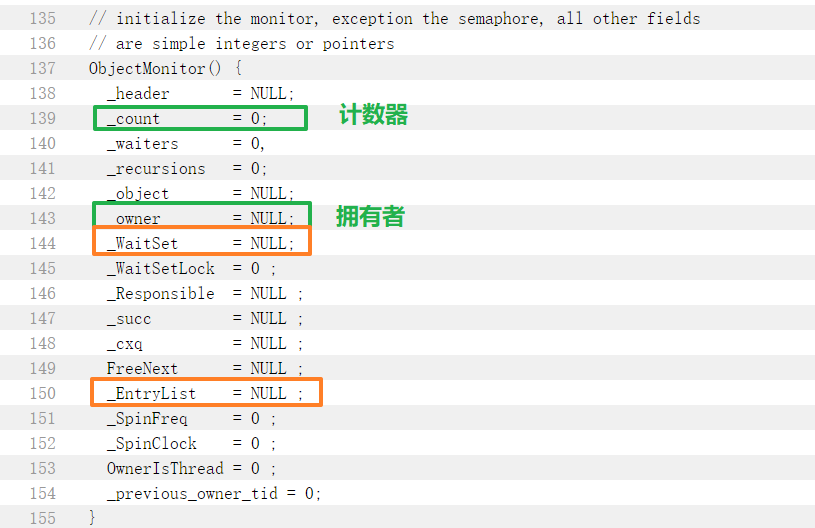 135 // initialize the monitor, exception the semaphore, all other fields
136 // are simple integers or pointers
137 ObjectMonitor() {
138 _header = NULL;
139 _count = 0; 计数器
140 _waiters = 0,
141 _recursions = 0;
142 _object = NULL;
143 _owner = NULL; 拥有者
144 _WaitSet = NULL;
145 _WaitSetLock = 0 ;
146 _Responsible = NULL ;
147 _succ = NULL ;
148 _cxq = NULL ;
149 FreeNext = NULL ;
150 _EntryList = NULL ;
151 _SpinFreq = 0 ;
152 _SpinClock = 0 ;
153 OwnerIsThread = 0 ;
154 _previous_owner_tid = 0;
155 }